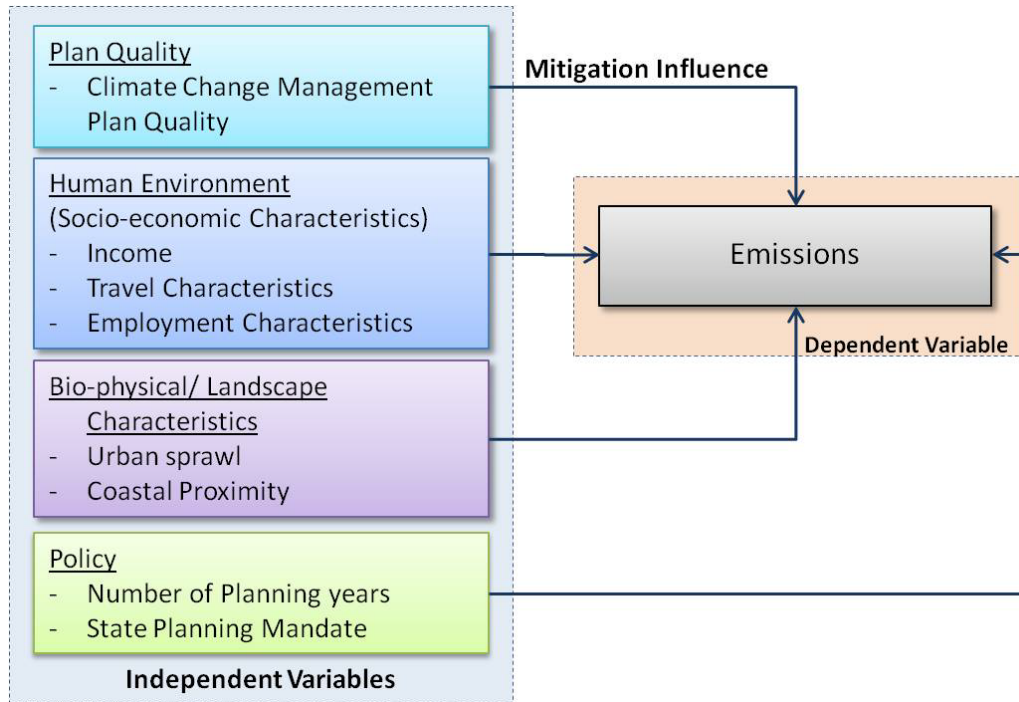 Plan Quality
- Climate Change Management
Plan Quality
Mitigation Influence
Human Environment
(Socio-economic Characteristics)
- Income
- Travel Characteristics
- Employment Characteristics
Emissions
Dependent Variable
Bio-physical/ Landscape
Characteristics
- Urban sprawl
- Coastal Proximity
Policy
- Number of Planning years
- State Planning Mandate
Independent Variables